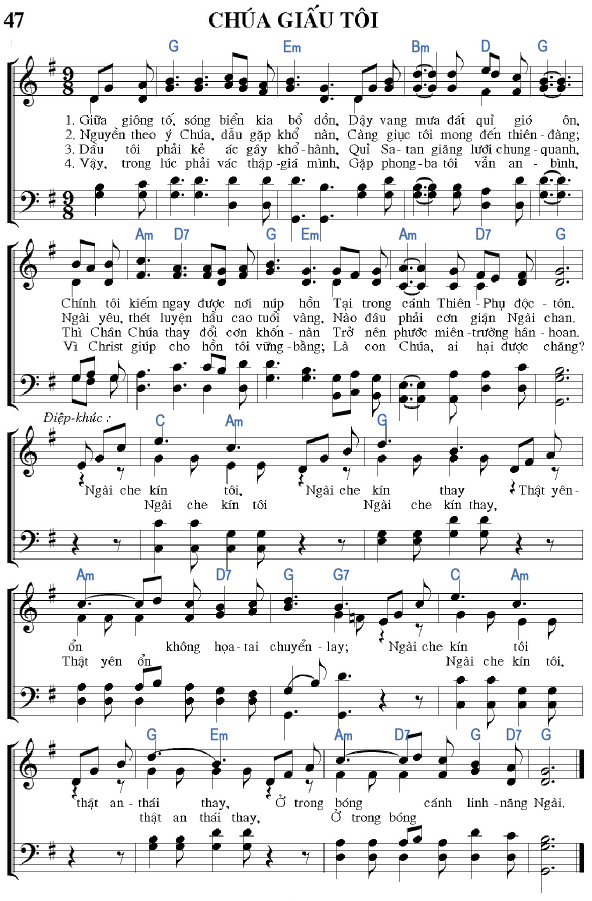 47 CHÚA GIẤU TÔI
G Em Bm D G
1. Giữa giông tố, sóng biển kia bổ dồn, Dậy vang mưa đất quỉ gió ôn,
2. Nguyền theo ý Chúa, dẫu gặp khổ nàn, Càng giục tôi mong đến thiên-đàng;
3. Dầu tôi phải kẻ ác gây khổ-hành, Quỉ Sa-tan giăng lưới chung-quanh,
4. Vậy, trong lúc phải vác thập-giá mình, Gặp phong-ba tôi vẫn an-bình,
Am D7 G Em Am D7 G
Chính tôi kiếm ngay được nơi núp hồn Tại trong cánh Thiên-Phụ độc-tôn.
Ngài yêu, thét luyện hầu cao tuổi vàng, Nào đâu phải cơn giận Ngài chan.
Thì Chân Chúa thay đổi cơn khốn-nàn Trở nên phước miên-trường hân-hoan.
Vì Christ giúp cho hồn tôi vững-bằng; Là con Chúa, ai hại được chăng?
Điệp-khúc :
C Am G
Ngài che kín tôi, Ngài che kín thay Thật yên-
Ngài che kín tôi Ngài che kín thay,
Am D7 G G7 C Am
ổn không họa-tai chuyển-lay; Ngài che kín tôi
Thật yên ổn Ngài che kín tôi,
G Em Am D7 G D7 G
thật an-thái thay, Ở trong bóng cánh linh-năng Ngài.
thật an thái thay, Ở trong bóng